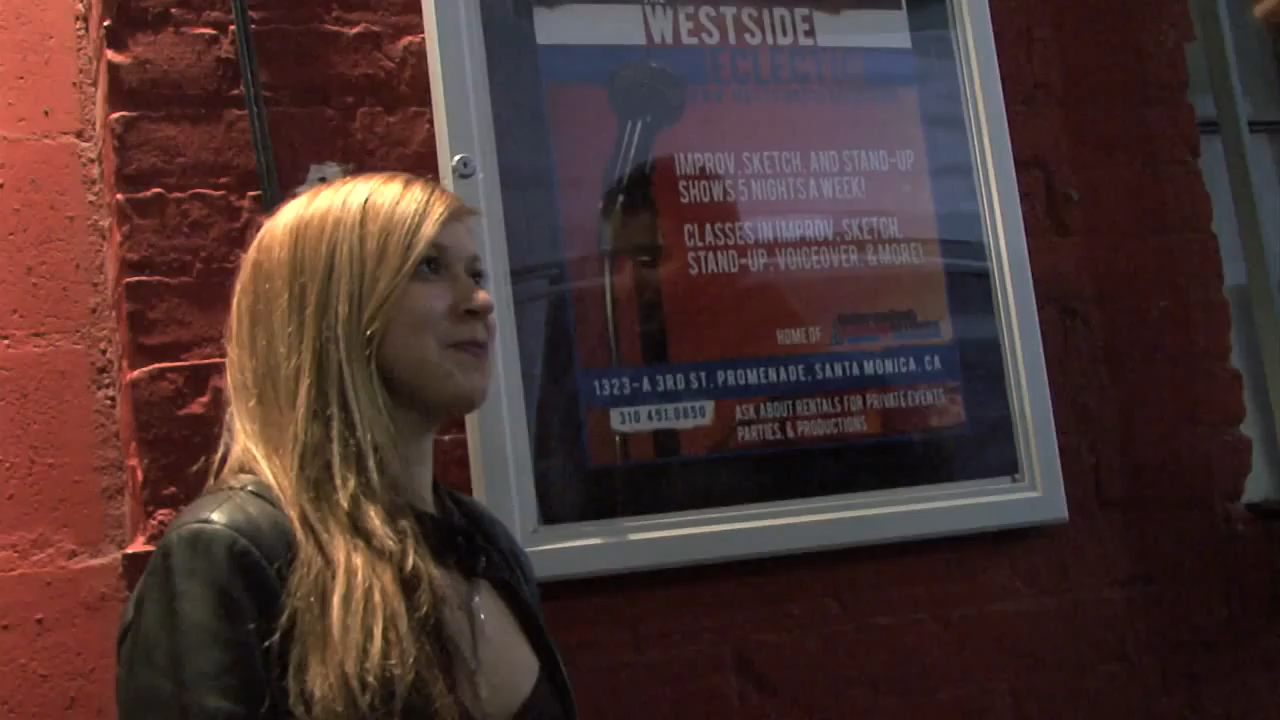 THE
WESTSIDE
ECLECTIC
IMPROV, SKETCH, AND STAND-UP
SHOWS 5 NIGHTS A WEEK!
CLASSES IN IMPROV, SKETCH,
STAND-UP, VOICEOVER, & MORE!
HOME OF
1323-A 3RD ST. PROMENADE, SANTA MONICA, CA
310 451.0850
ASK ABOUT RENTALS FOR PRIVATE EVENTS,
PARTIES, & PRODUCTIONS